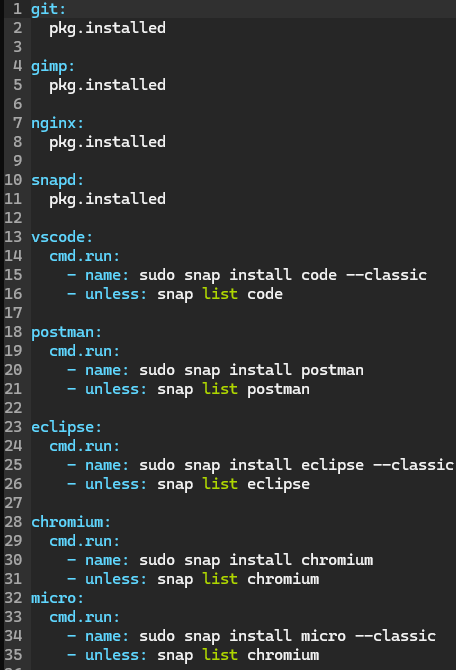 1 git:
2   pkg.installed
3
4 gimp:
5   pkg.installed
6
7 nginx:
8   pkg.installed
9
10 snapd:
11   pkg.installed
12
13 vscode:
14   cmd.run:
15     - name: sudo snap install code --classic
16     - unless: snap list code
17
18 postman:
19   cmd.run:
20     - name: sudo snap install postman
21     - unless: snap list postman
22
23 eclipse:
24   cmd.run:
25     - name: sudo snap install eclipse --classic
26     - unless: snap list eclipse
27
28 chromium:
29   cmd.run:
30     - name: sudo snap install chromium
31     - unless: snap list chromium
32 micro:
33   cmd.run:
34     - name: sudo snap install micro --classic
35     - unless: snap list chromium